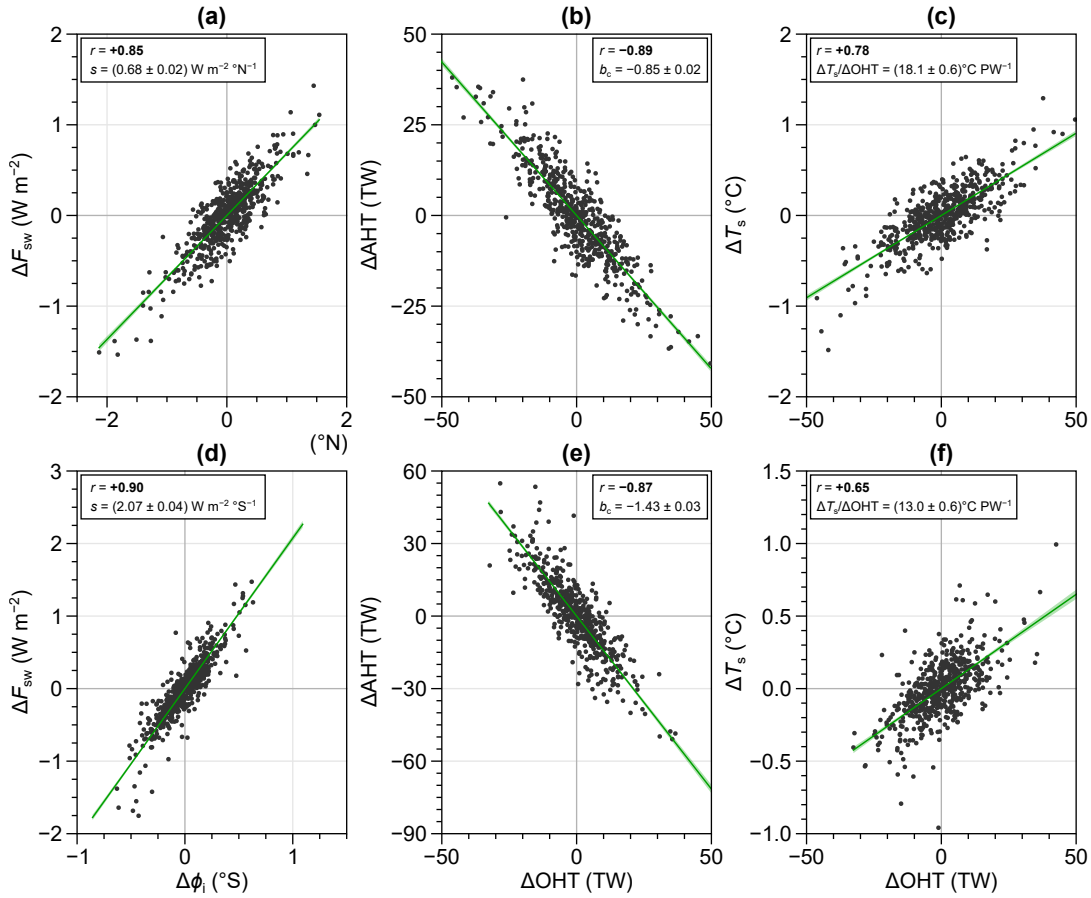 (a)
r = +0.85
s = (0.68 ± 0.02) W m⁻² °N⁻¹
2
1
0
−1
−2
ΔF_sw (W m⁻²)
−2
0
2
(°N)
(b)
r = −0.89
b_c = −0.85 ± 0.02
50
25
0
−25
−50
ΔAHT (TW)
−50
0
50
(c)
r = +0.78
ΔT_s/ΔOHT = (18.1 ± 0.6)°C PW⁻¹
2
1
0
−1
−2
ΔT_s (°C)
−50
0
50
(d)
r = +0.90
s = (2.07 ± 0.04) W m⁻² °S⁻¹
3
2
1
0
−1
−2
ΔF_sw (W m⁻²)
−1
0
1
Δϕ_i (°S)
(e)
r = −0.87
b_c = −1.43 ± 0.03
60
30
0
−30
−60
−90
ΔAHT (TW)
−50
0
50
ΔOHT (TW)
(f)
r = +0.65
ΔT_s/ΔOHT = (13.0 ± 0.6)°C PW⁻¹
1.5
1.0
0.5
0.0
−0.5
−1.0
ΔT_s (°C)
−50
0
50
ΔOHT (TW)